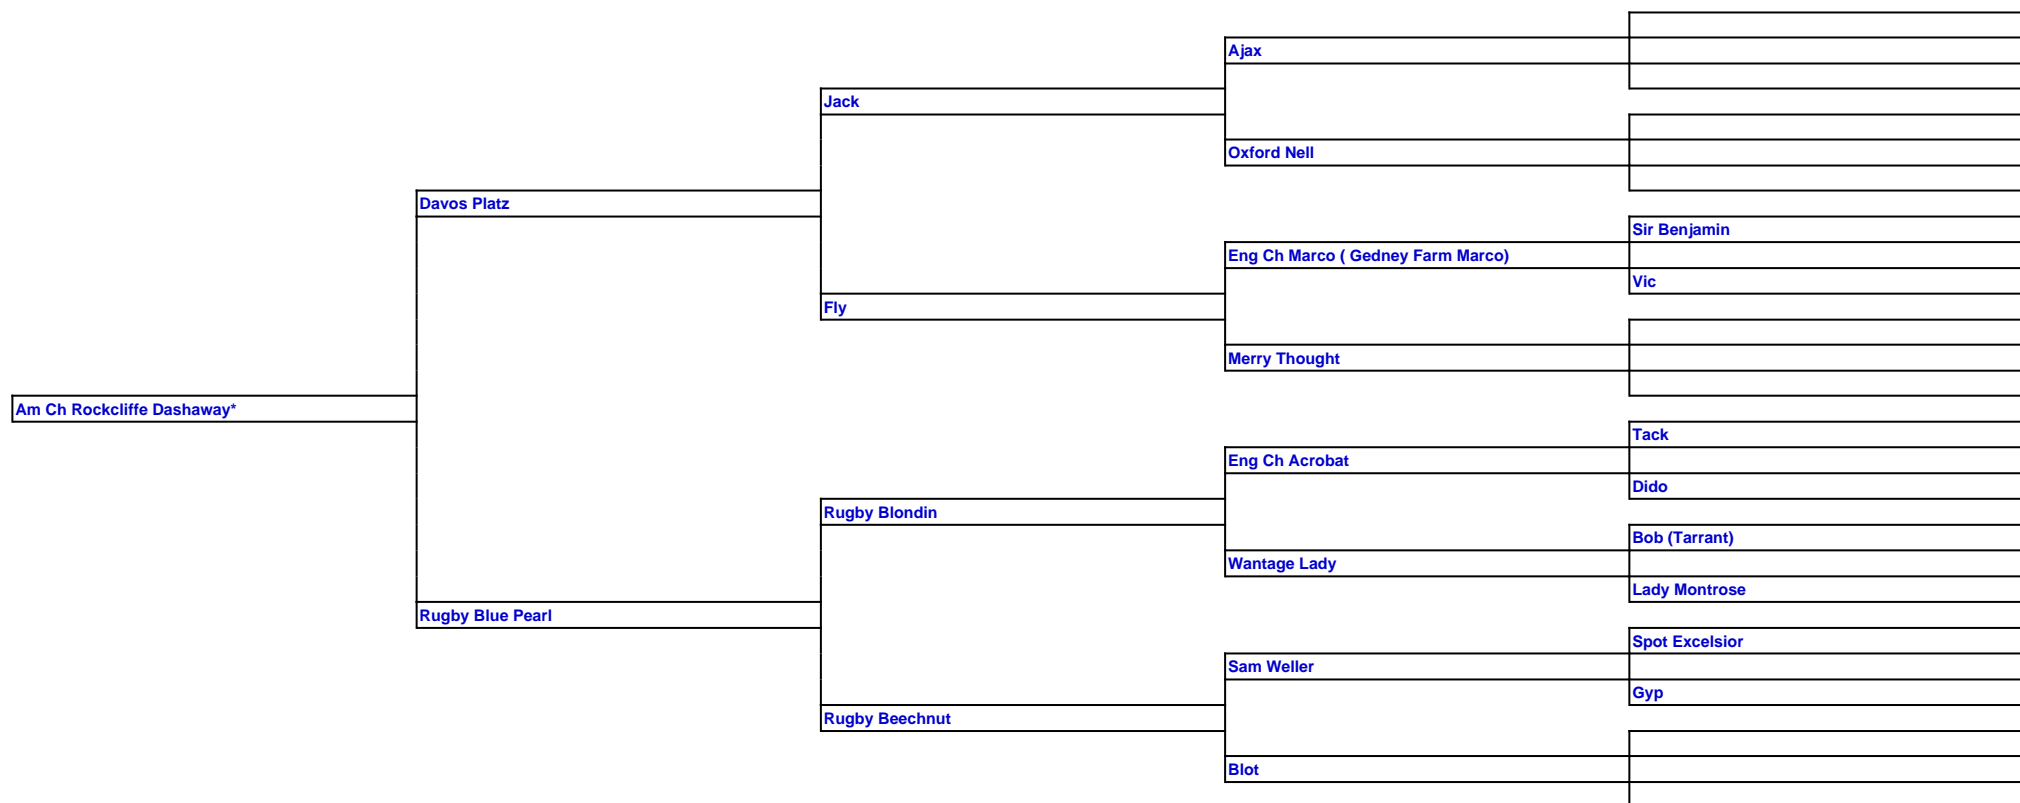 Ajax
Jack
Oxford Nell
Davos Platz
Sir Benjamin
Eng Ch Marco ( Gedney Farm Marco)
Vic
Fly
Merry Thought
Am Ch Rockcliffe Dashaway*
Tack
Eng Ch Acrobat
Dido
Rugby Blondin
Bob (Tarrant)
Wantage Lady
Lady Montrose
Rugby Blue Pearl
Spot Excelsior
Sam Weller
Gyp
Rugby Beechnut
Blot